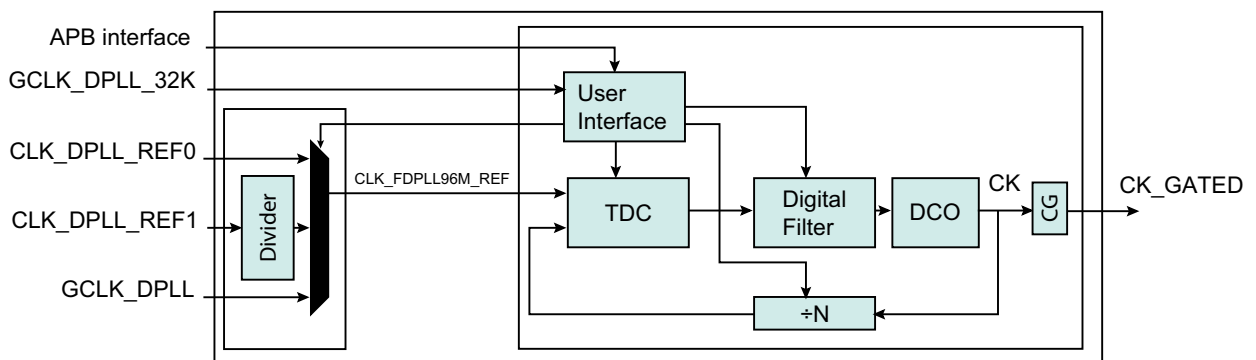 APB interface
GCLK_DPLL_32K
User
Interface
CLK_DPLL_REF0
CLK_FDPLL96M_REF
CK
CK_GATED
CLK_DPLL_REF1
Divider
TDC
Digital
Filter
DCO
CG
GCLK_DPLL
÷N